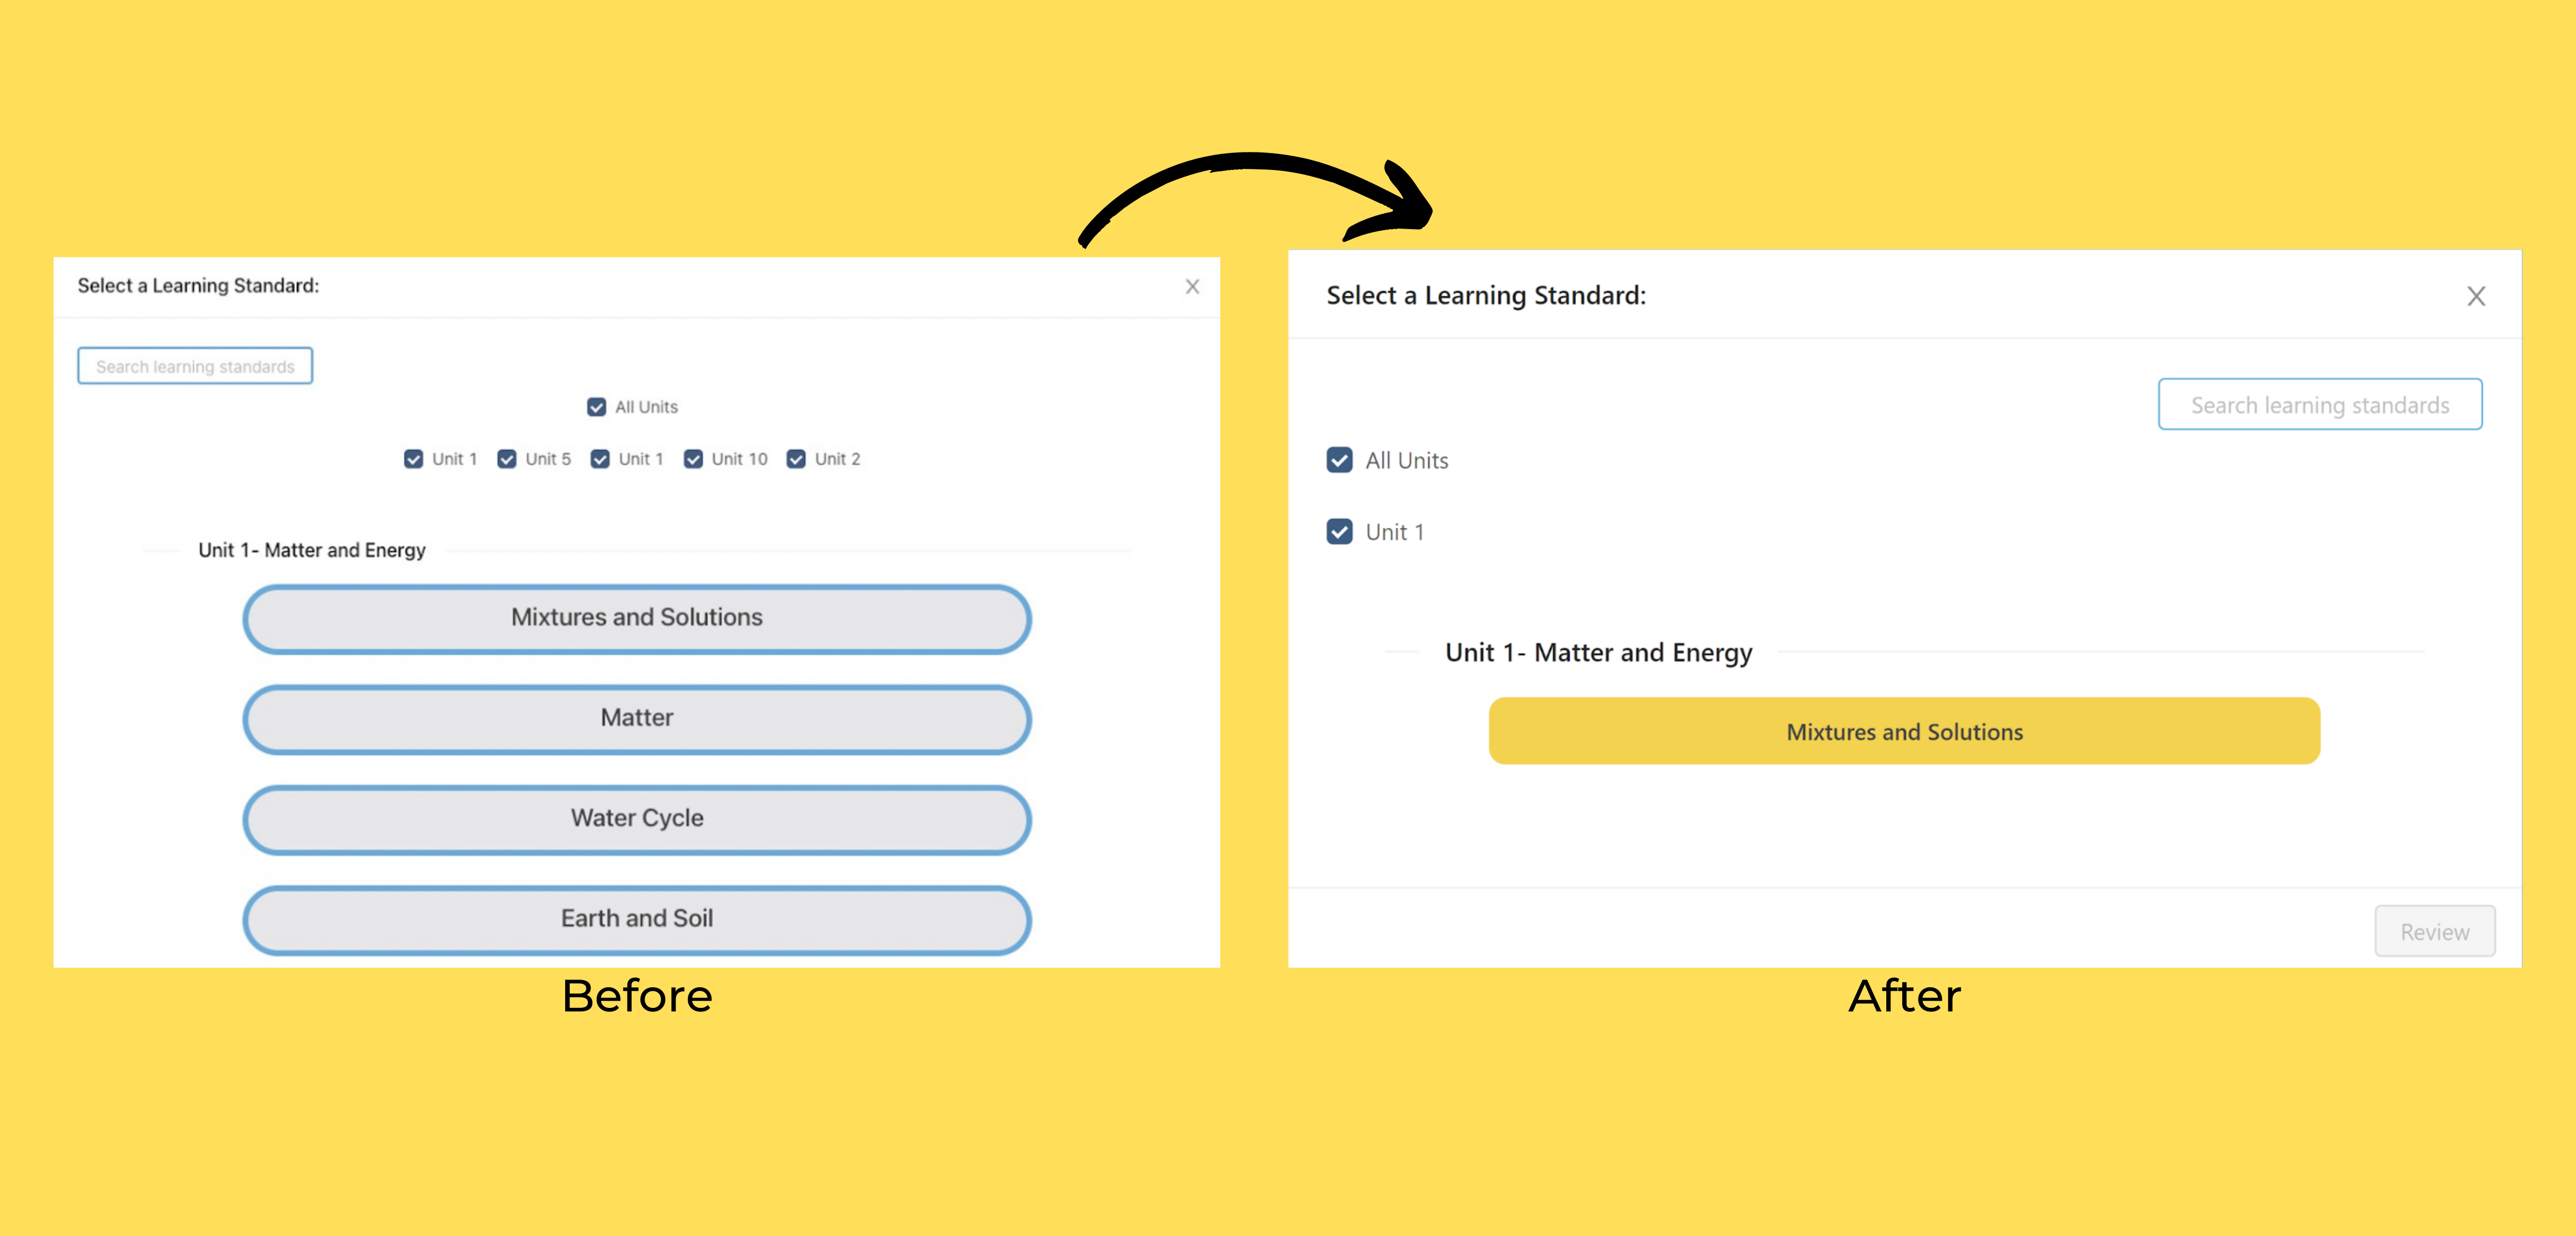 Select a Learning Standard:
X
Search learning standards
All Units
Unit 1 Unit 5 Unit 1 Unit 10 Unit 2
Unit 1- Matter and Energy
Mixtures and Solutions
Matter
Water Cycle
Earth and Soil
Before
Select a Learning Standard:
X
Search learning standards
All Units
Unit 1
Unit 1- Matter and Energy
Mixtures and Solutions
Review
After